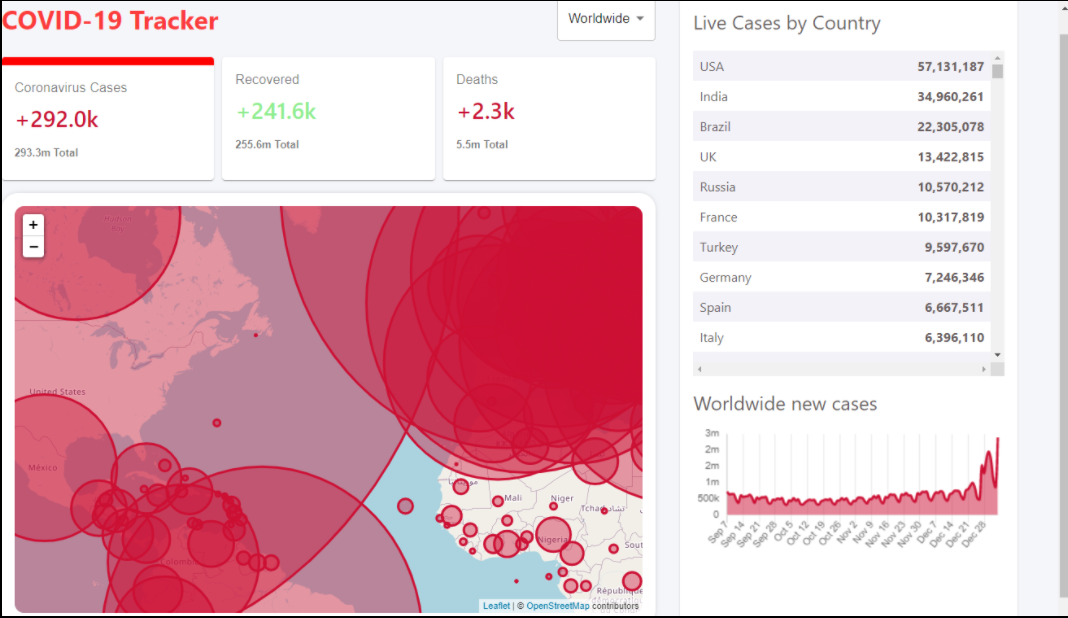 COVID-19 Tracker
Worldwide
Coronavirus Cases
+292.0k
293.3m Total
Recovered
+241.6k
255.6m Total
Deaths
+2.3k
5.5m Total
+
−
Hudson
Bay
United States
México
Colombia
Mali
Niger
Nigeria
Leaflet | © OpenStreetMap contributors
Live Cases by Country
USA 57,131,187
India 34,960,261
Brazil 22,305,078
UK 13,422,815
Russia 10,570,212
France 10,317,819
Turkey 9,597,670
Germany 7,246,346
Spain 6,667,511
Italy 6,396,110
Worldwide new cases
3m
2m
2m
1m
500k
0
Sep 7
Sep 14
Sep 21
Sep 28
Oct 5
Oct 12
Oct 19
Oct 26
Nov 2
Nov 9
Nov 16
Nov 23
Nov 30
Dec 7
Dec 14
Dec 21
Dec 28